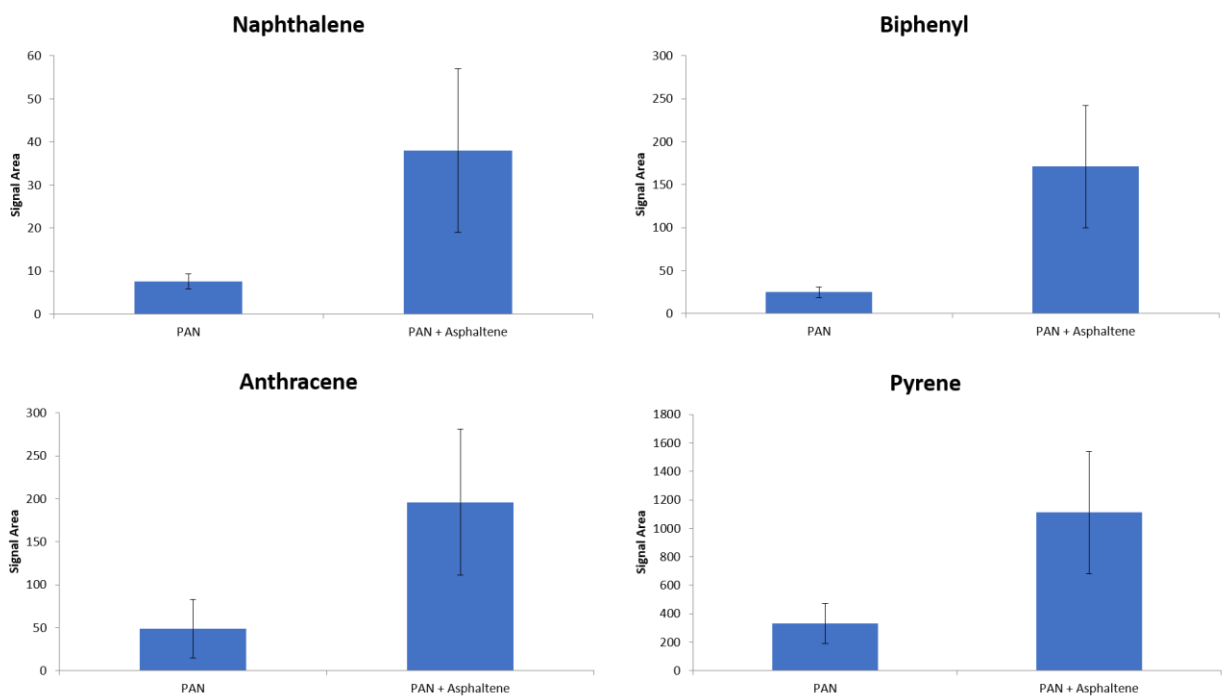 Naphthalene
60
50
40
30
20
10
0
Signal Area
PAN
PAN + Asphaltene
Biphenyl
300
250
200
150
100
50
0
Signal Area
PAN
PAN + Asphaltene
Anthracene
300
250
200
150
100
50
0
Signal Area
PAN
PAN + Asphaltene
Pyrene
1800
1600
1400
1200
1000
800
600
400
200
0
Signal Area
PAN
PAN + Asphaltene